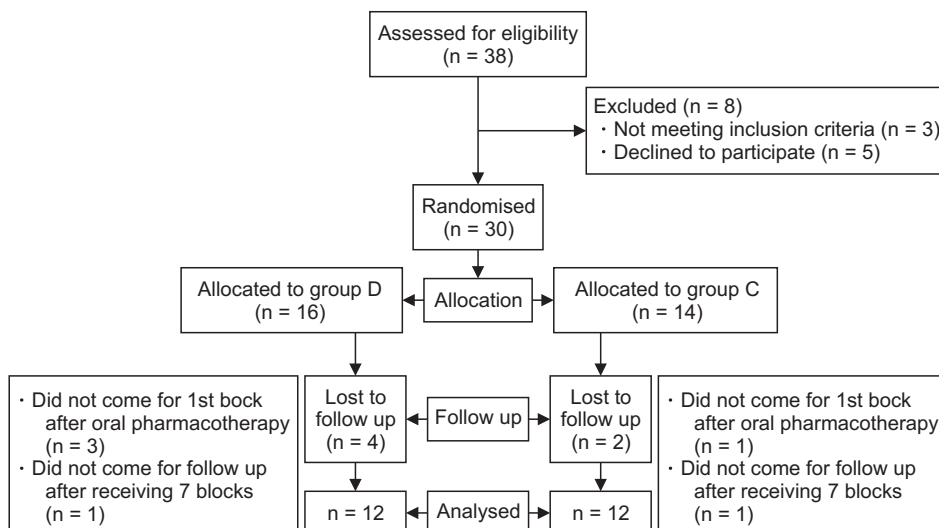 Assessed for eligibility
(n = 38)
Excluded (n = 8)
· Not meeting inclusion criteria (n = 3)
· Declined to participate (n = 5)
Randomised
(n = 30)
Allocated to group D
(n = 16)
Allocation
Allocated to group C
(n = 14)
· Did not come for 1st bock
after oral pharmacotherapy
(n = 3)
· Did not come for follow up
after receiving 7 blocks
(n = 1)
Lost to
follow up
(n = 4)
Follow up
Lost to
follow up
(n = 2)
· Did not come for 1st bock
after oral pharmacotherapy
(n = 1)
· Did not come for follow up
after receiving 7 blocks
(n = 1)
n = 12
Analysed
n = 12